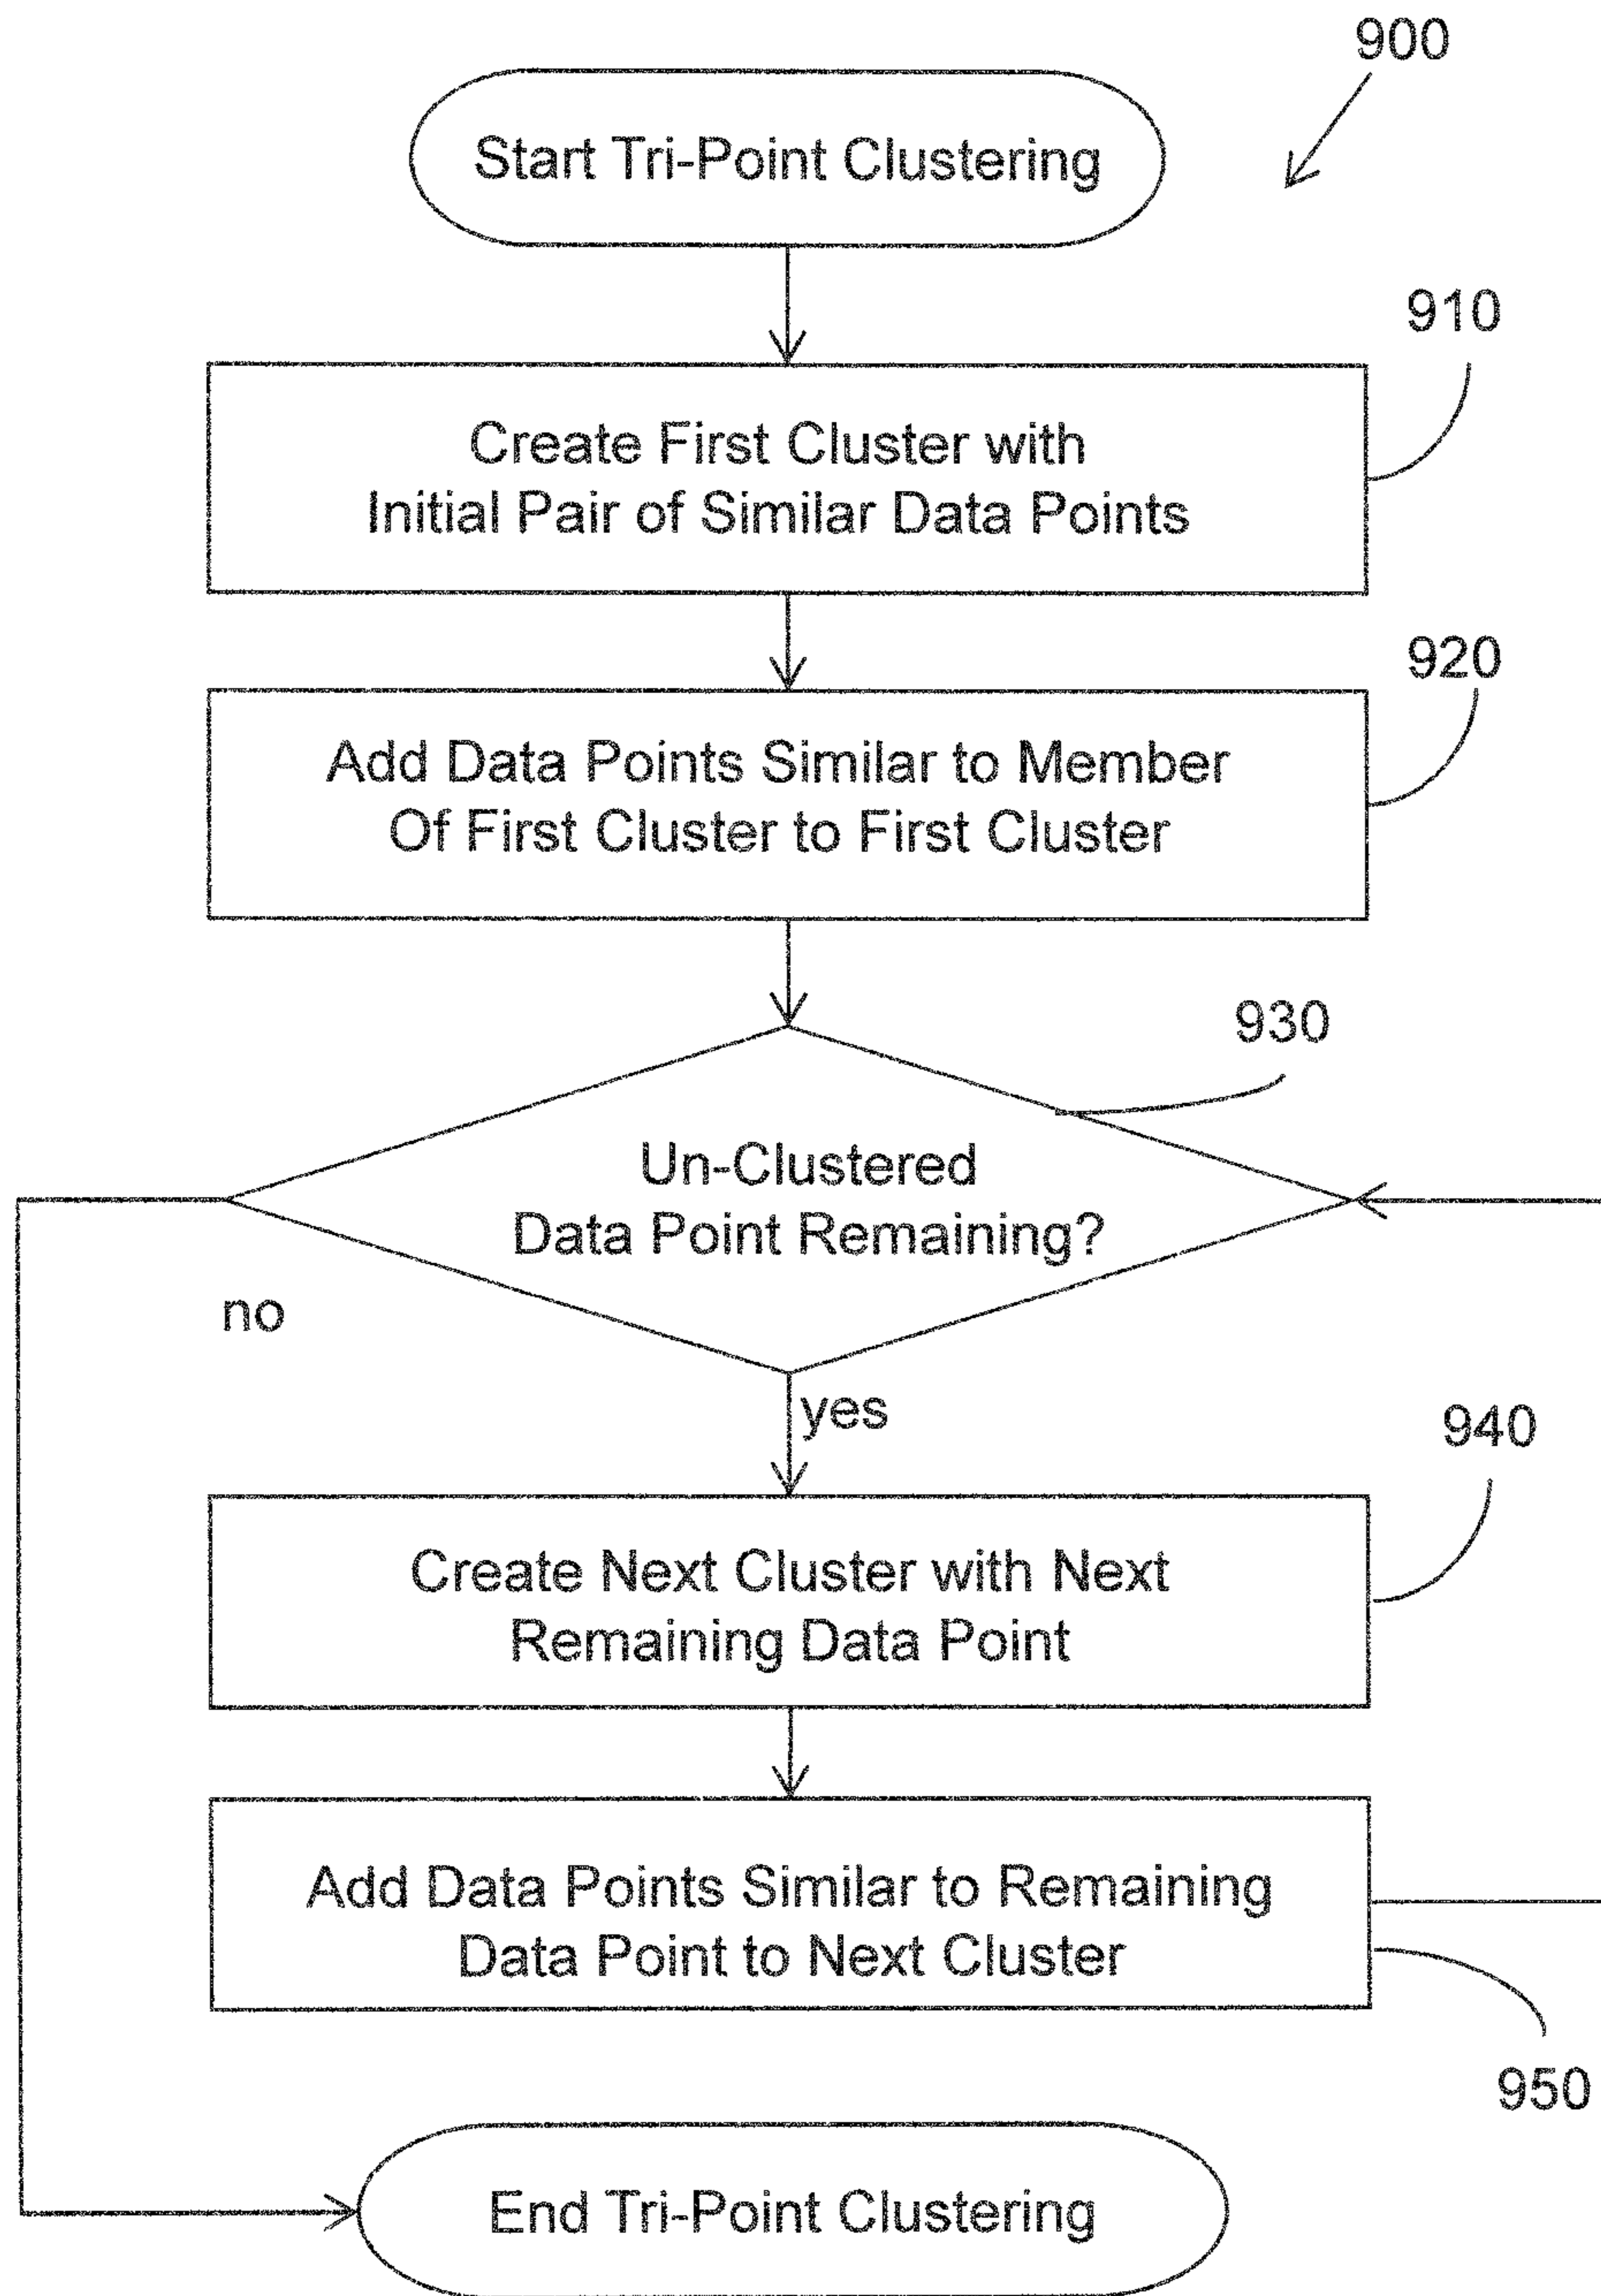 900
Start Tri-Point Clustering
910
Create First Cluster with
Initial Pair of Similar Data Points
920
Add Data Points Similar to Member
Of First Cluster to First Cluster
930
Un-Clustered
Data Point Remaining?
no
yes
940
Create Next Cluster with Next
Remaining Data Point
Add Data Points Similar to Remaining
Data Point to Next Cluster
950
End Tri-Point Clustering